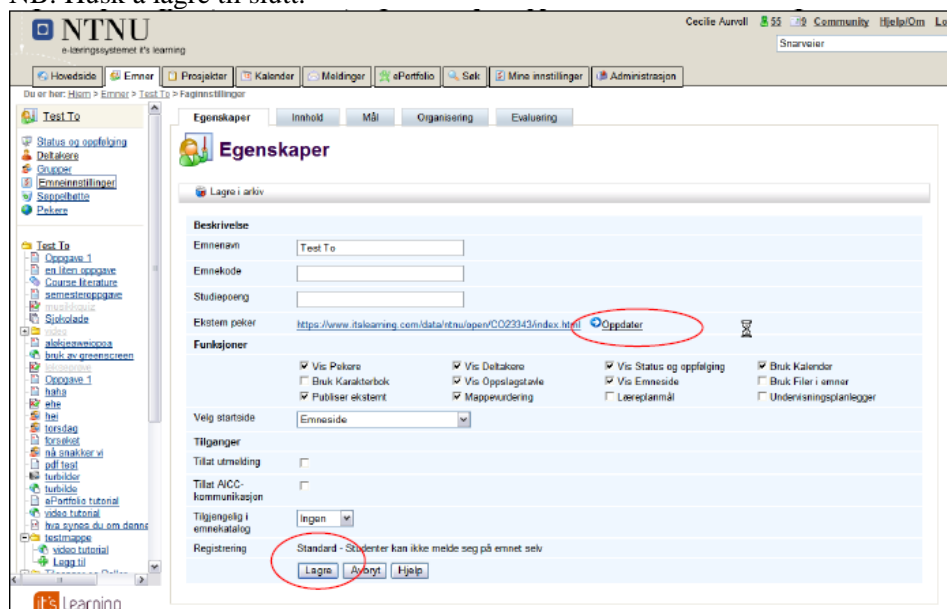 NB: Husk å lagre til slutt!
NTNU
e-læringssystemet it's learning
Cecilie Aurvoll 55 9 Community Hjelp/Om Lo
Snarveier
Hovedside Emner Prosjekter Kalender Meldinger ePortfolio Søk Mine innstillinger Administrasjon
Du er her: Hjem > Emner > Test To > Faginnstillinger
Test To
Status og oppfølging
Deltakere
Grupper
Emneinnstillinger
Søppelbøtte
Pekere
Test To
Oppgave 1
en liten oppgave
Course literature
semesteroppgave
musikkquiz
Sjokolade
video
bruk av greenscreen
Oppgave 1
haha
ehe
hei
torsdag
forsøket
nå snakker vi
pdf test
turbilder
turbilde
ePortfolio tutorial
video tutorial
hva synes du om denne
testmappe
video tutorial
Legg til
it's learning
Egenskaper Innhold Mål Organisering Evaluering
Egenskaper
Lagre i arkiv
Beskrivelse
Emnenavn Test To
Emnekode
Studiepoeng
Ekstern peker https://www.itslearning.com/data/ntnu/open/CO23343/index.html Oppdater
Funksjoner
Vis Pekere Vis Deltakere Vis Status og oppfølging Bruk Kalender
Bruk Karakterbok Vis Oppslagstavle Vis Emneside Bruk Filer i emner
Publiser eksternt Mappevurdering Læreplanmål Undervisningsplanlegger
Velg startside Emneside
Tilganger
Tillat utmelding
Tillat AICC-
kommunikasjon
Tilgjengelig i
emnekatalog Ingen
Registrering Standard - Studenter kan ikke melde seg på emnet selv
Lagre Avbryt Hjelp